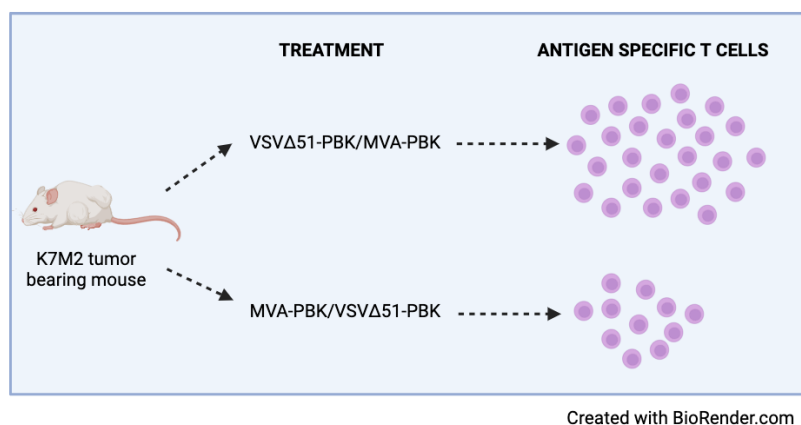 TREATMENT
ANTIGEN SPECIFIC T CELLS
VSVΔ51-PBK/MVA-PBK
K7M2 tumor
bearing mouse
MVA-PBK/VSVΔ51-PBK
Created with BioRender.com